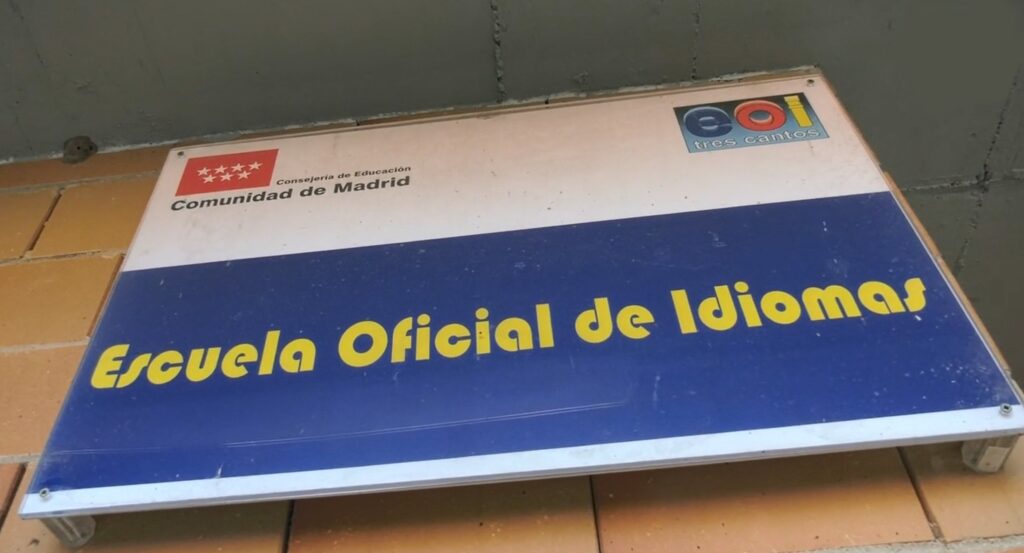 Consejería de Educación
Comunidad de Madrid
eoi
tres cantos
Escuela Oficial de Idiomas